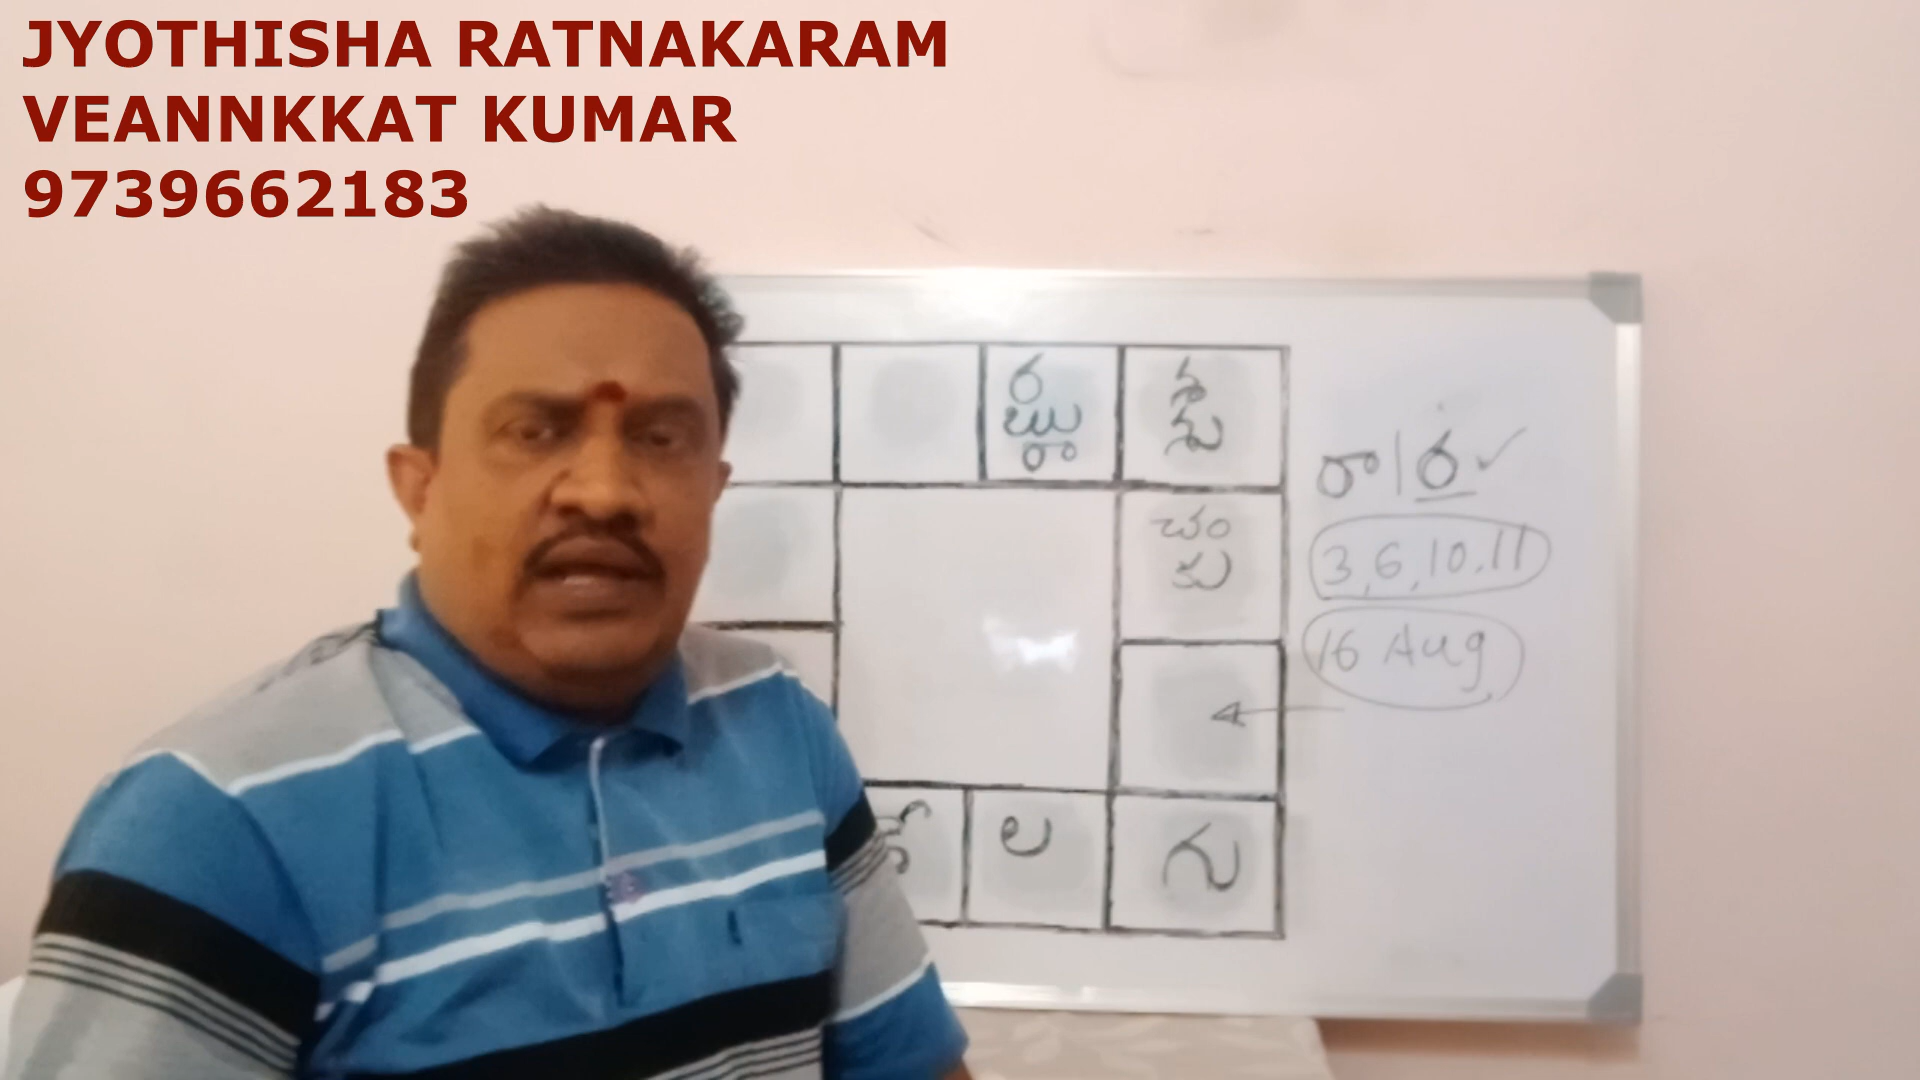 JYOTHISHA RATNAKARAM
VEANNKKAT KUMAR
9739662183
ర
బు
రా
శ
శు
చం
కు
రా | ర ✓
3, 6, 10, 11
16 Aug
ల
గు